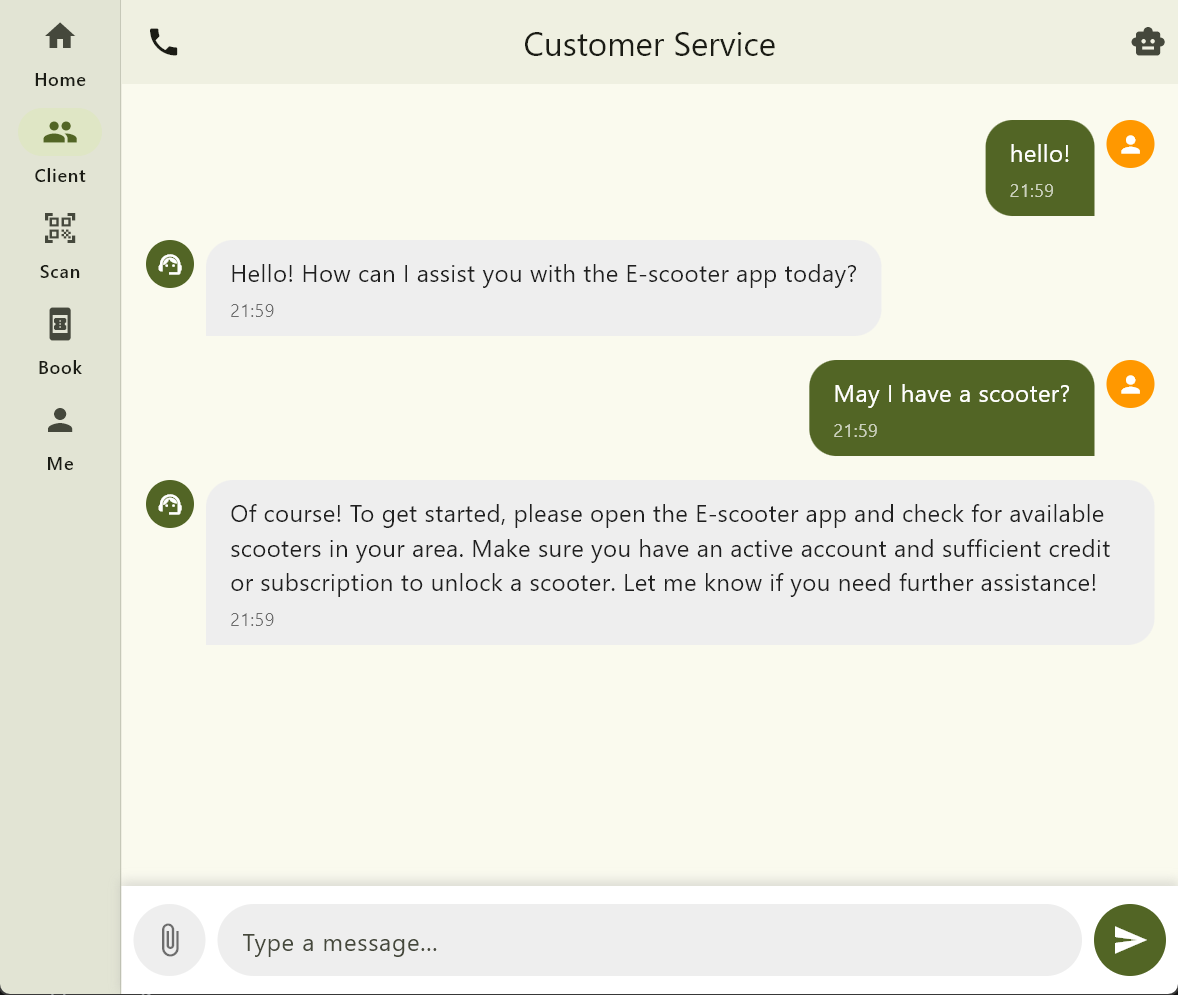 Customer Service
Home
Client
Scan
Book
Me
hello!
21:59
Hello! How can I assist you with the E-scooter app today?
21:59
May I have a scooter?
21:59
Of course! To get started, please open the E-scooter app and check for available
scooters in your area. Make sure you have an active account and sufficient credit
or subscription to unlock a scooter. Let me know if you need further assistance!
21:59
Type a message...